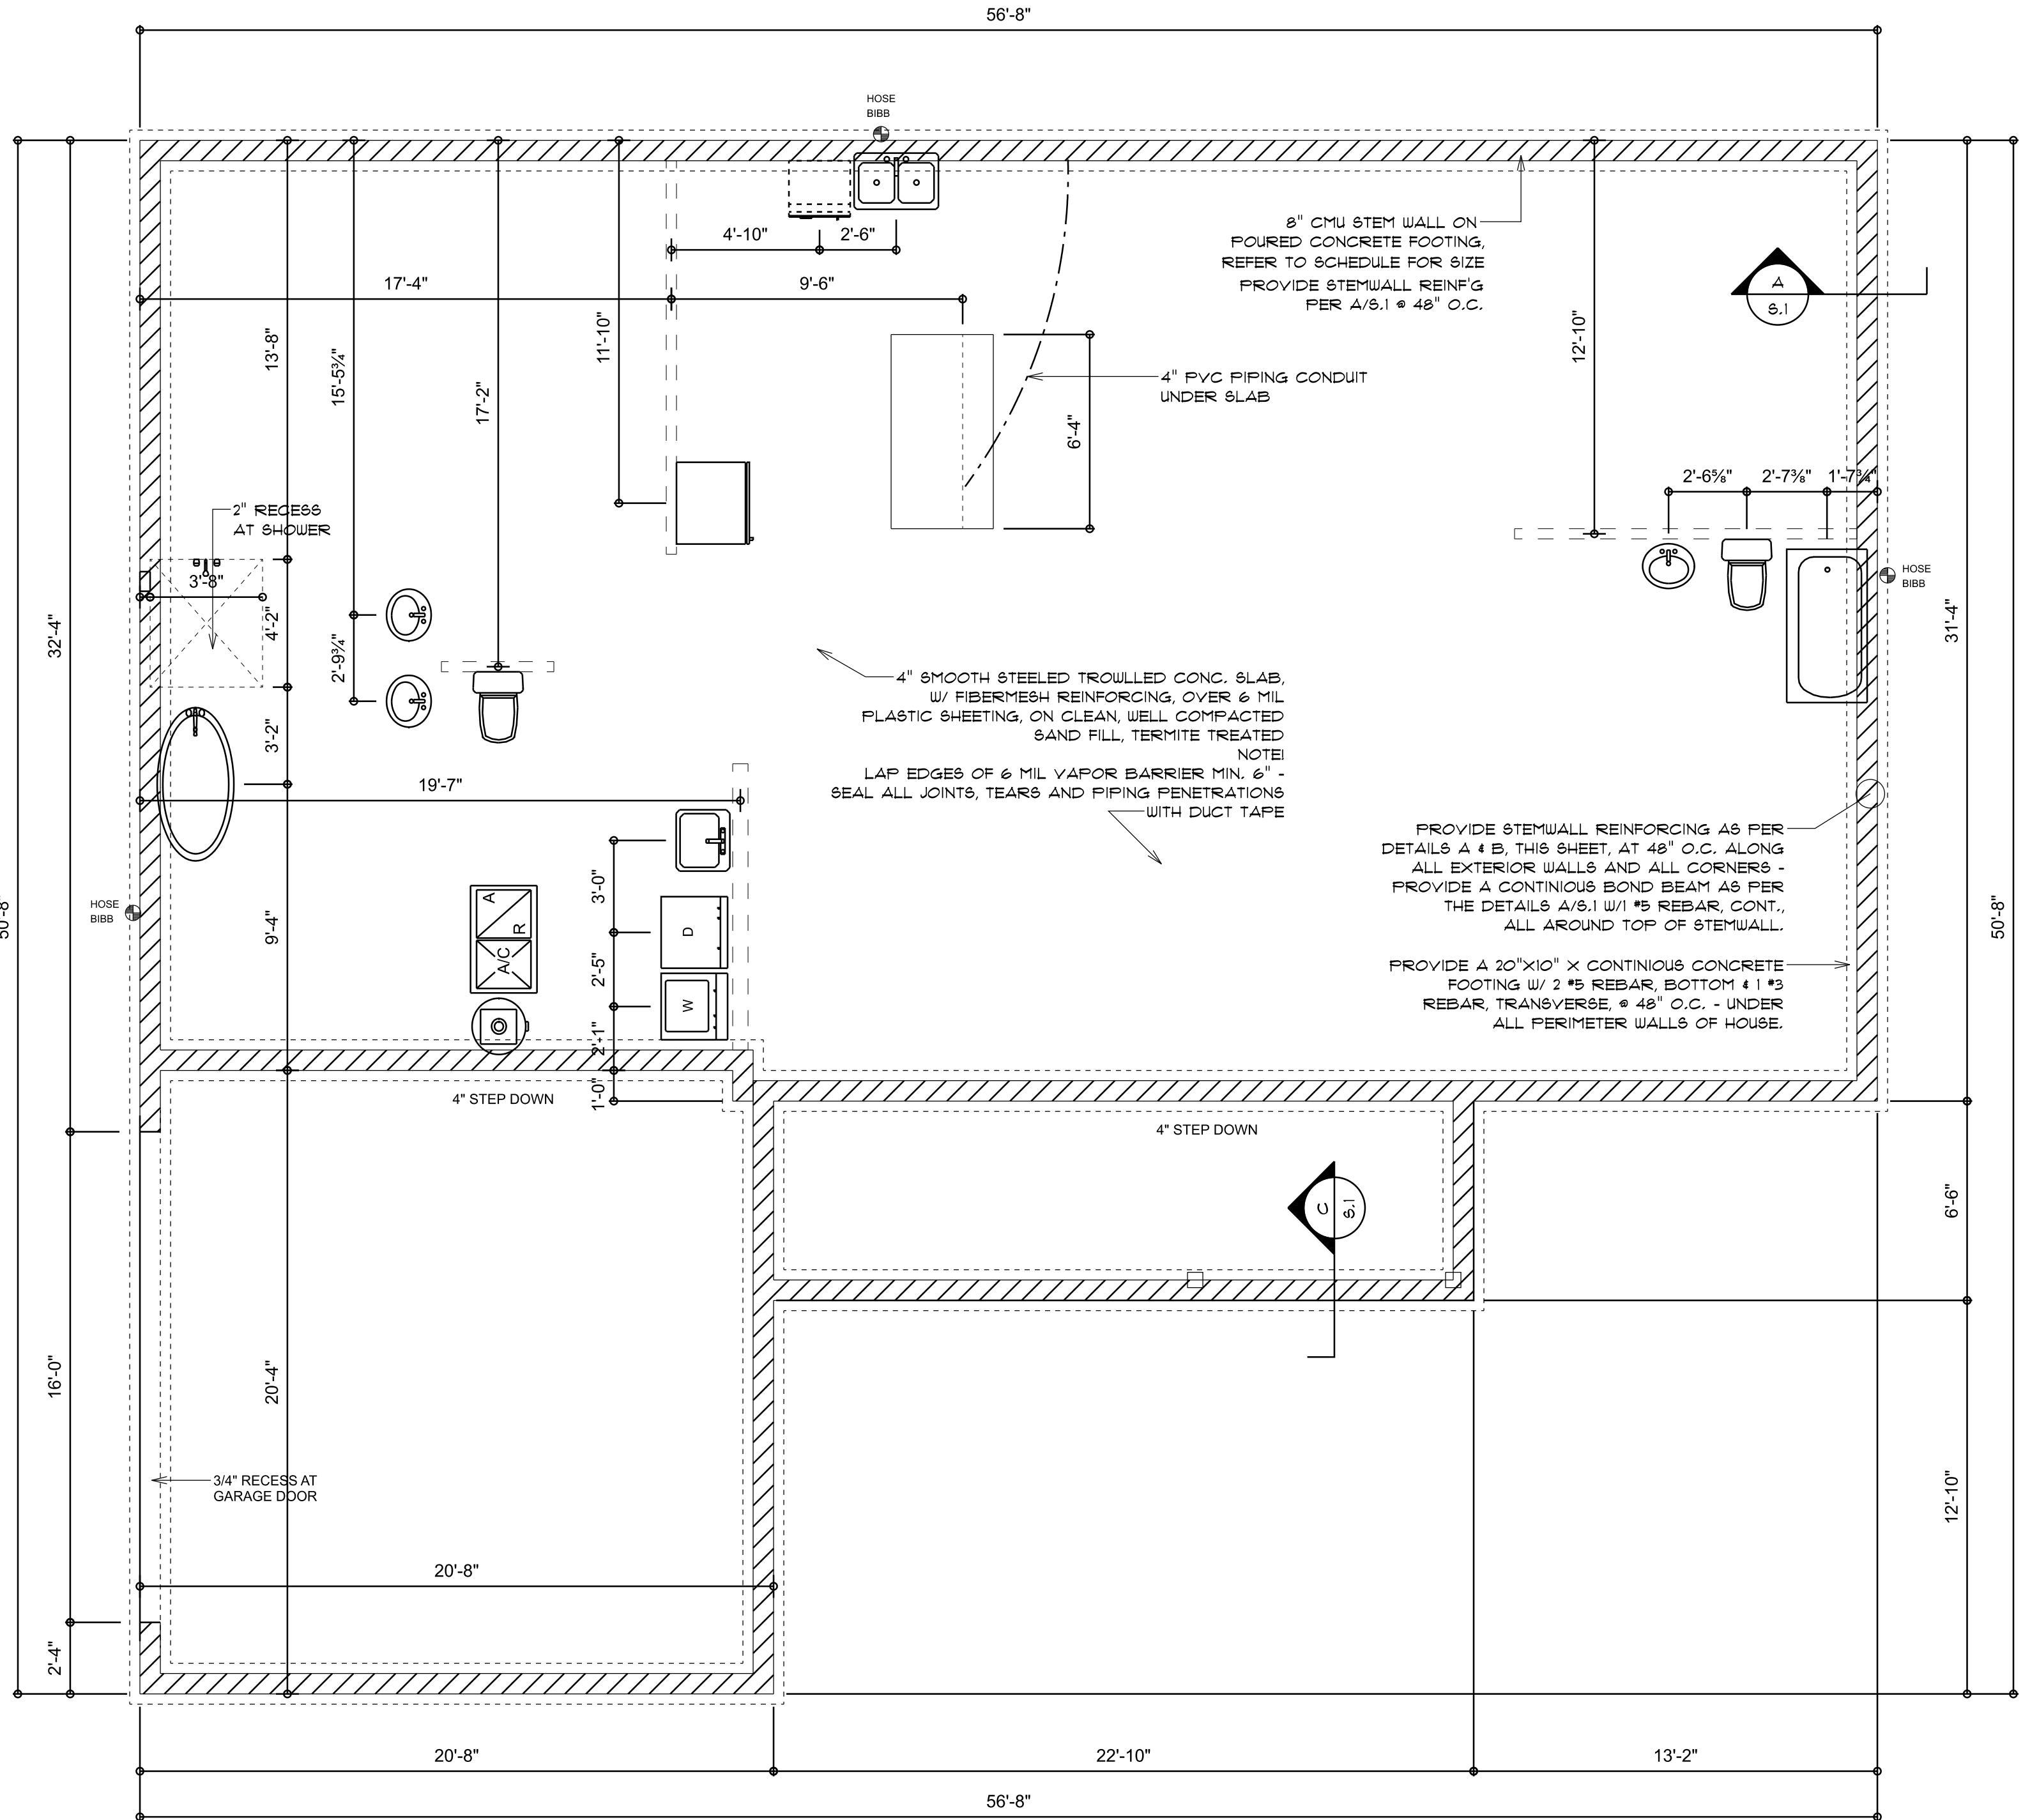 56'-8"
HOSE
BIBB
4'-10"
2'-6"
17'-4"
9'-6"
13'-8"
15'-5¾"
17'-2"
11'-10"
6'-4"
8" CMU STEM WALL ON
POURED CONCRETE FOOTING,
REFER TO SCHEDULE FOR SIZE
PROVIDE STEMWALL REINF'G
PER A/S.1 @ 48" O.C.
A
S.1
12'-10"
4" PVC PIPING CONDUIT
UNDER SLAB
2'-6⅝"
2'-7⅜"
1'-7¾"
2" RECESS
AT SHOWER
3'-8"
4'-2"
2'-9¾"
3'-2"
32'-4"
HOSE
BIBB
31'-4"
4" SMOOTH STEELED TROWLLED CONC. SLAB,
W/ FIBERMESH REINFORCING, OVER 6 MIL
PLASTIC SHEETING, ON CLEAN, WELL COMPACTED
SAND FILL, TERMITE TREATED
NOTE!
LAP EDGES OF 6 MIL VAPOR BARRIER MIN. 6" -
SEAL ALL JOINTS, TEARS AND PIPING PENETRATIONS
WITH DUCT TAPE
19'-7"
PROVIDE STEMWALL REINFORCING AS PER
DETAILS A & B, THIS SHEET, AT 48" O.C. ALONG
ALL EXTERIOR WALLS AND ALL CORNERS -
PROVIDE A CONTINIOUS BOND BEAM AS PER
THE DETAILS A/S.1 W/1 #5 REBAR, CONT.,
ALL AROUND TOP OF STEMWALL.
PROVIDE A 20"X10" X CONTINIOUS CONCRETE
FOOTING W/ 2 #5 REBAR, BOTTOM & 1 #3
REBAR, TRANSVERSE, @ 48" O.C. - UNDER
ALL PERIMETER WALLS OF HOUSE.
50'-8"
HOSE
BIBB
9'-4"
A
R
A/C
3'-0"
D
2'-5"
W
2'-1"
1'-0"
50'-8"
4" STEP DOWN
4" STEP DOWN
C
S.1
6'-6"
16'-0"
20'-4"
12'-10"
3/4" RECESS AT
GARAGE DOOR
20'-8"
2'-4"
20'-8"
22'-10"
13'-2"
56'-8"